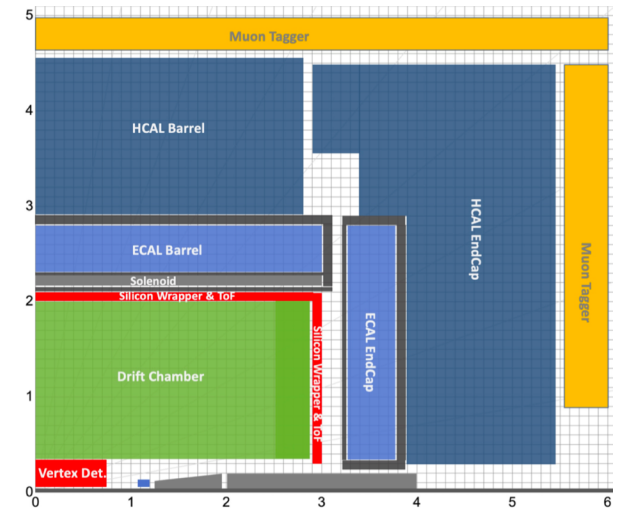 5
Muon Tagger
4
HCAL Barrel
3
HCAL EndCap
ECAL Barrel
Muon Tagger
Solenoid
Silicon Wrapper & ToF
2
Silicon Wrapper & ToF
ECAL EndCap
Drift Chamber
1
Vertex Det.
0
0 1 2 3 4 5 6